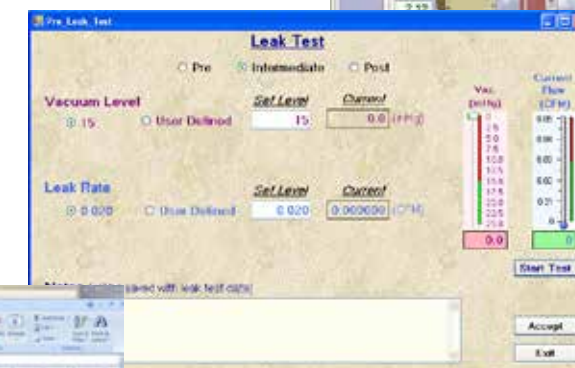 Pre_Leak_Test
Leak Test
Pre Intermediate Post
Vacuum Level
15 User Defined
Set Level Current
15 0.0 (inHg)
Leak Rate
0.020 User Defined
Set Level Current
0.020 0.000000 (CFM)
saved with leak test data)
Vac.
(inHg)
0.0
Current
Flow
(CFM)
0
Start Test
Accept
Exit